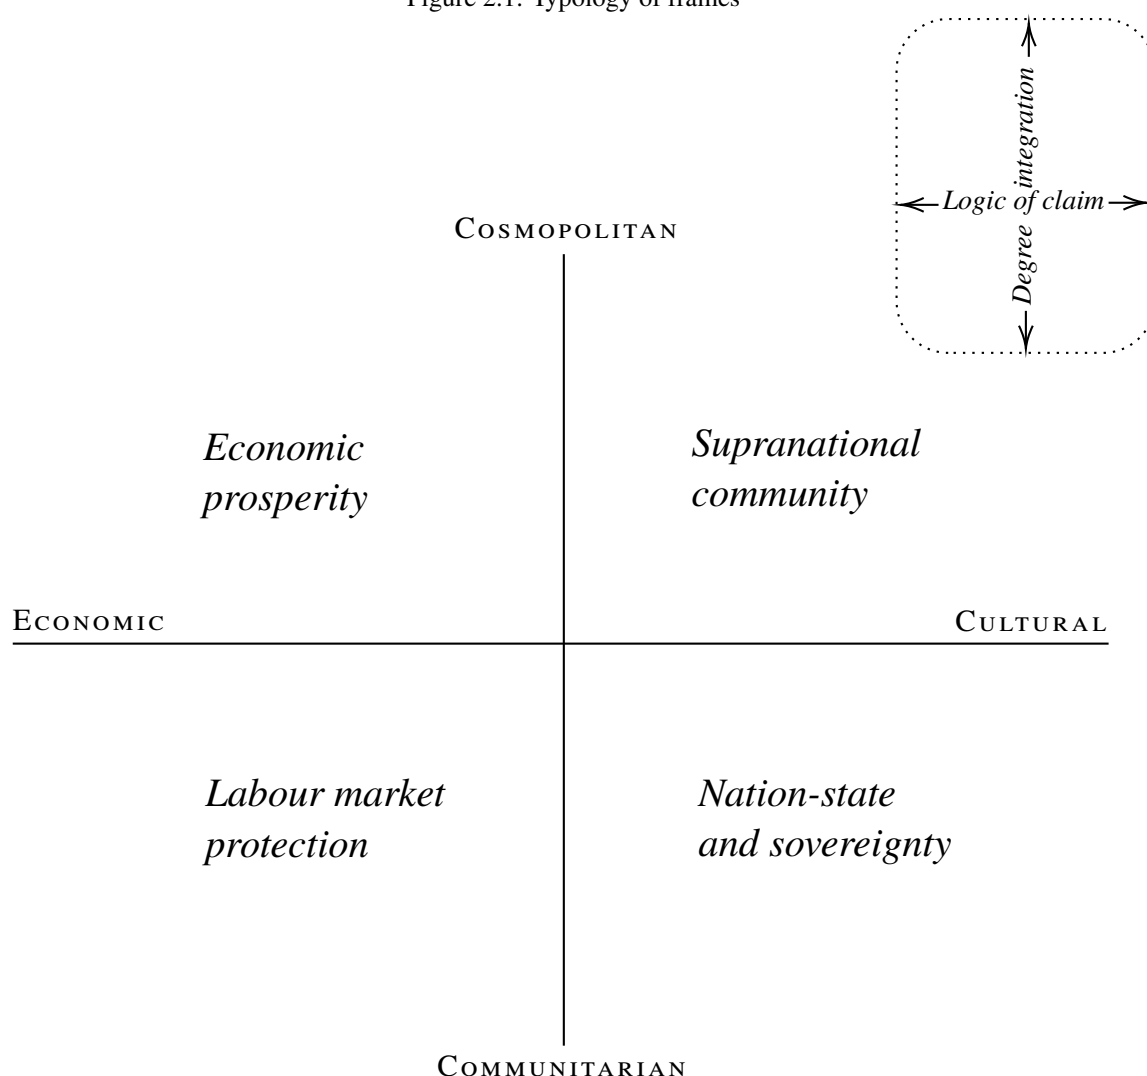 Figure 2.1: Typology of frames
Degree integration
Logic of claim
COSMOPOLITAN
Economic
prosperity
Supranational
community
ECONOMIC
CULTURAL
Labour market
protection
Nation-state
and sovereignty
COMMUNITARIAN